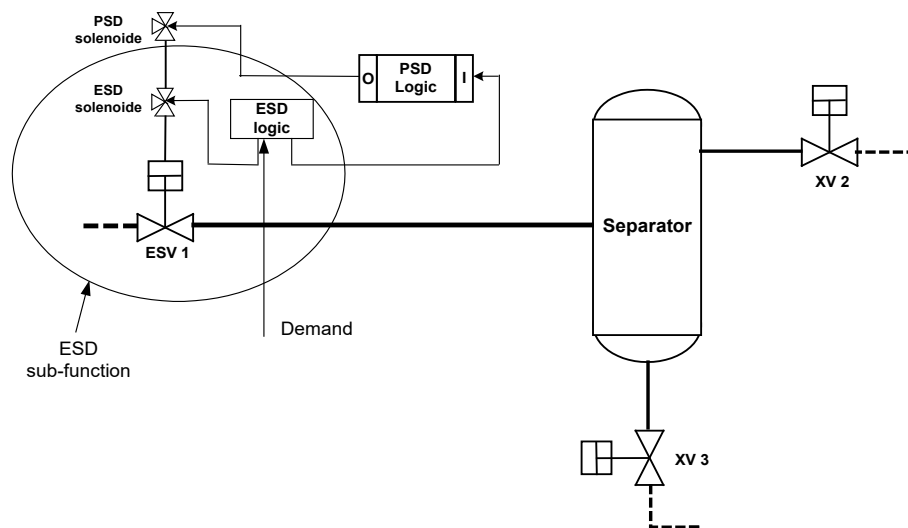 PSD
solenoide
ESD
solenoide
O
PSD
Logic
I
ESD
logic
XV 2
Separator
ESV 1
Demand
ESD
sub-function
XV 3